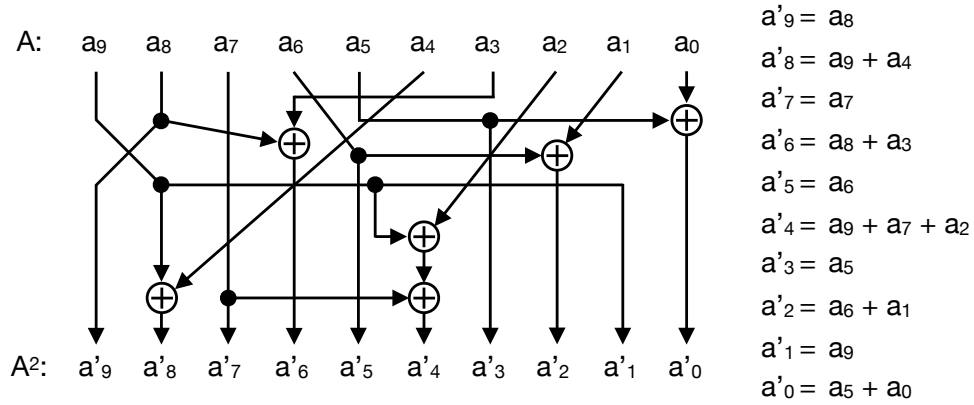 A: a₉ a₈ a₇ a₆ a₅ a₄ a₃ a₂ a₁ a₀
A²: a'₉ a'₈ a'₇ a'₆ a'₅ a'₄ a'₃ a'₂ a'₁ a'₀
a'₉ = a₈
a'₈ = a₉ + a₄
a'₇ = a₇
a'₆ = a₈ + a₃
a'₅ = a₆
a'₄ = a₉ + a₇ + a₂
a'₃ = a₅
a'₂ = a₆ + a₁
a'₁ = a₉
a'₀ = a₅ + a₀